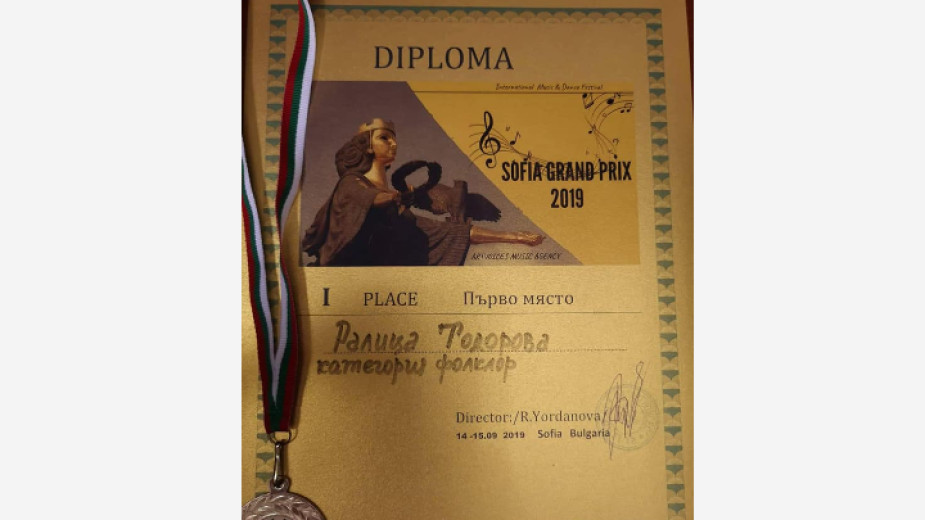 DIPLOMA
International Music & Dance Festival
SOFIA GRAND PRIX
2019
ART VOICES MUSIC AGENCY
I PLACE Първо място
Ралица Тодорова
категория фолклор
Director:/R.Yordanova/
14-15.09 2019 Sofia Bulgaria